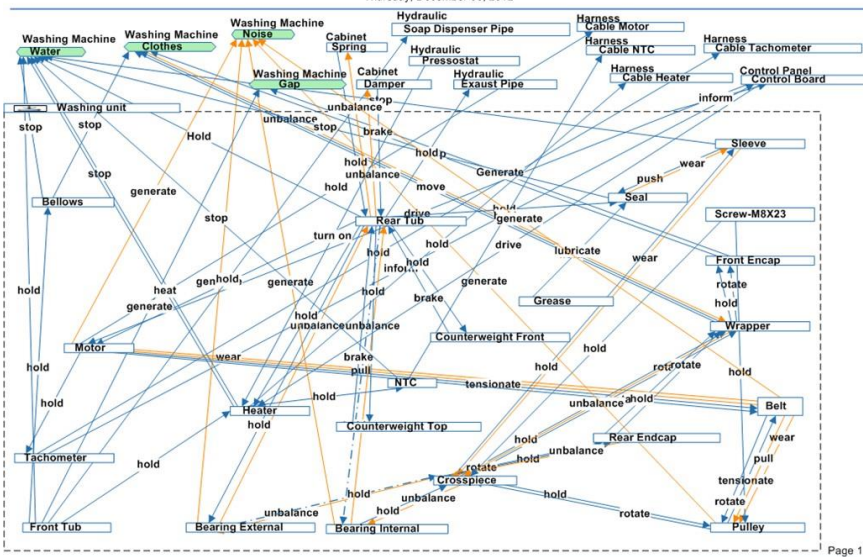 Washing Machine
Water
Washing Machine
Clothes
Washing Machine
Noise
Washing Machine
Gap
Cabinet
Spring
Cabinet
Damper
Hydraulic
Soap Dispenser Pipe
Hydraulic
Pressostat
Hydraulic
Exaust Pipe
Harness
Cable Motor
Harness
Cable NTC
Harness
Cable Heater
Harness
Cable Tachometer
Control Panel
Control Board
Washing unit
stop
stop
stop
Hold
unbalance
stop
unbalance
stop
brake
hold
unbalance
hold
inform
Sleeve
wear
push
Seal
Generate
move
hold
generate
Bellows
stop
drive
Rear Tub
turn on
hold
generate
drive
hold
lubricate
wear
Screw-M8X23
Front Encap
rotate
hold
Wrapper
hold
heat
generate
hold
generate
hold
hold
generate
brake
Grease
hold
unbalance
unbalance
Counterweight Front
Motor
wear
brake
pull
NTC
tensionate
hold
hold
rotate
hold
unbalance
hold
Belt
Heater
hold
hold
Counterweight Top
hold
unbalance
Rear Endcap
wear
pull
tensionate
rotate
Tachometer
hold
rotate
hold
Crosspiece
hold
unbalance
hold
hold
unbalance
rotate
Front Tub
Bearing External
Bearing Internal
Pulley
Page 1